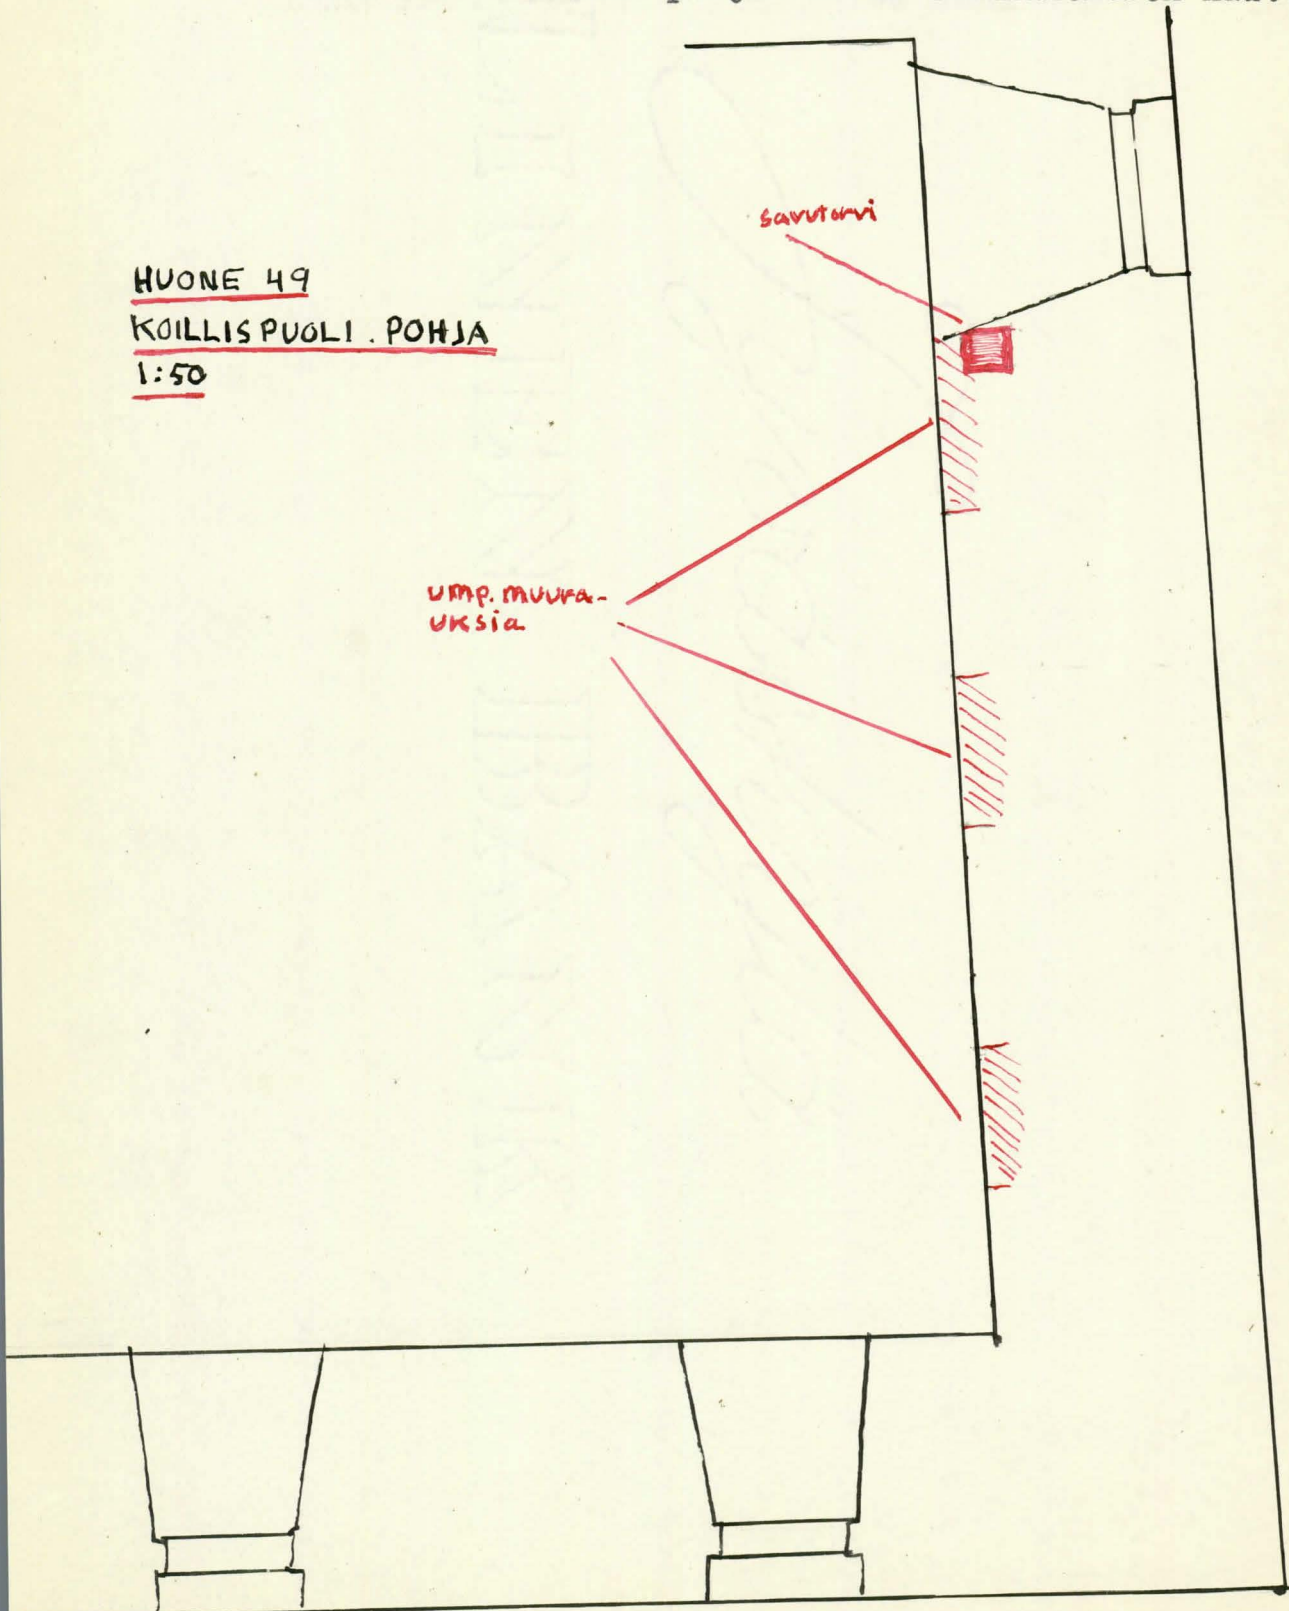 savutorvi
HUONE 49
KOILLISPUOLI. POHJA
1:50
ump. muura-
uksia